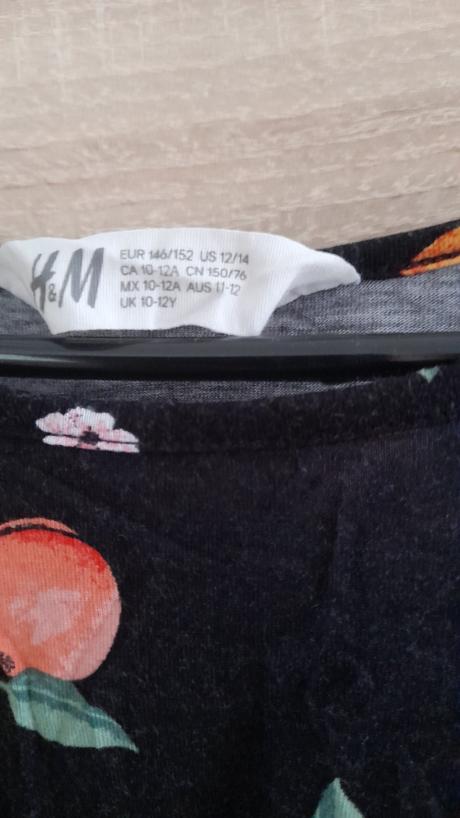 H&M
EUR 146/152 US 12/14
CA 10-12A CN 150/76
MX 10-12A AUS 11-12
UK 10-12Y